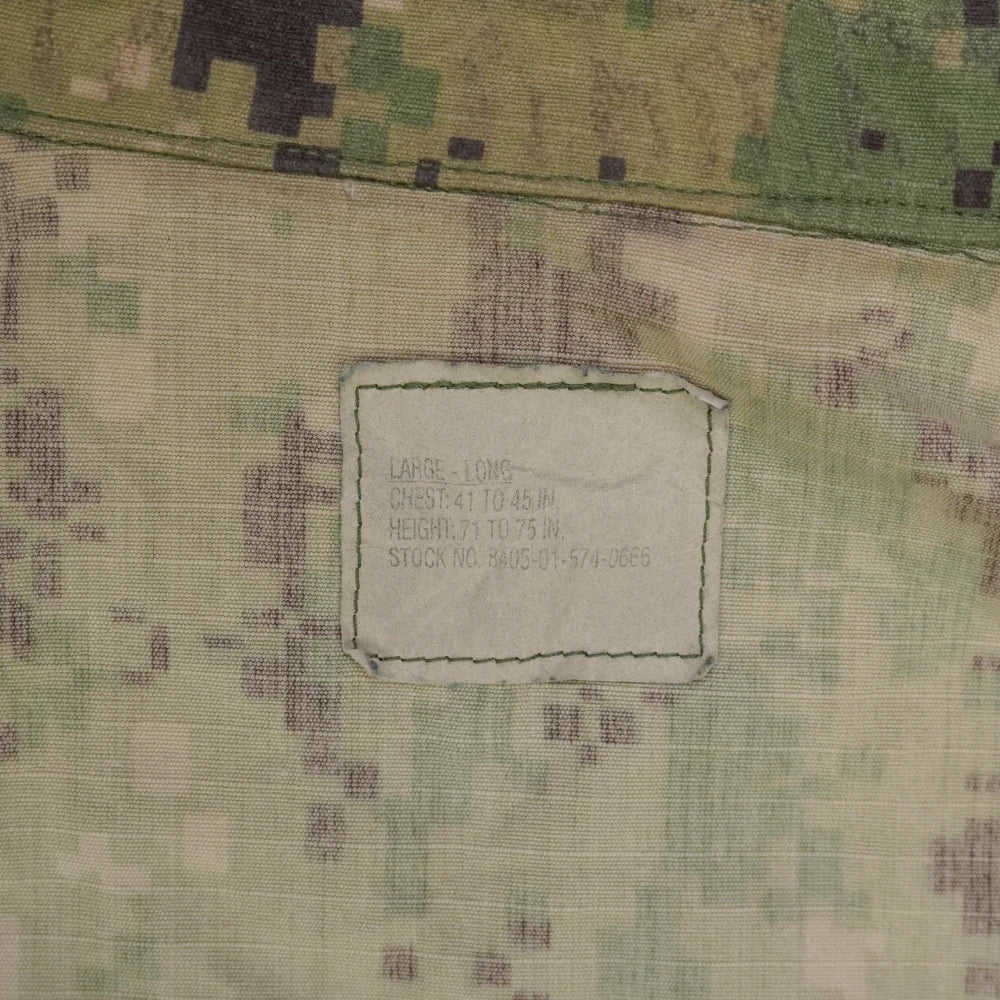 LARGE - LONG
CHEST: 41 TO 45 IN.
HEIGHT: 71 TO 75 IN.
STOCK NO. 8405-01-574-0666